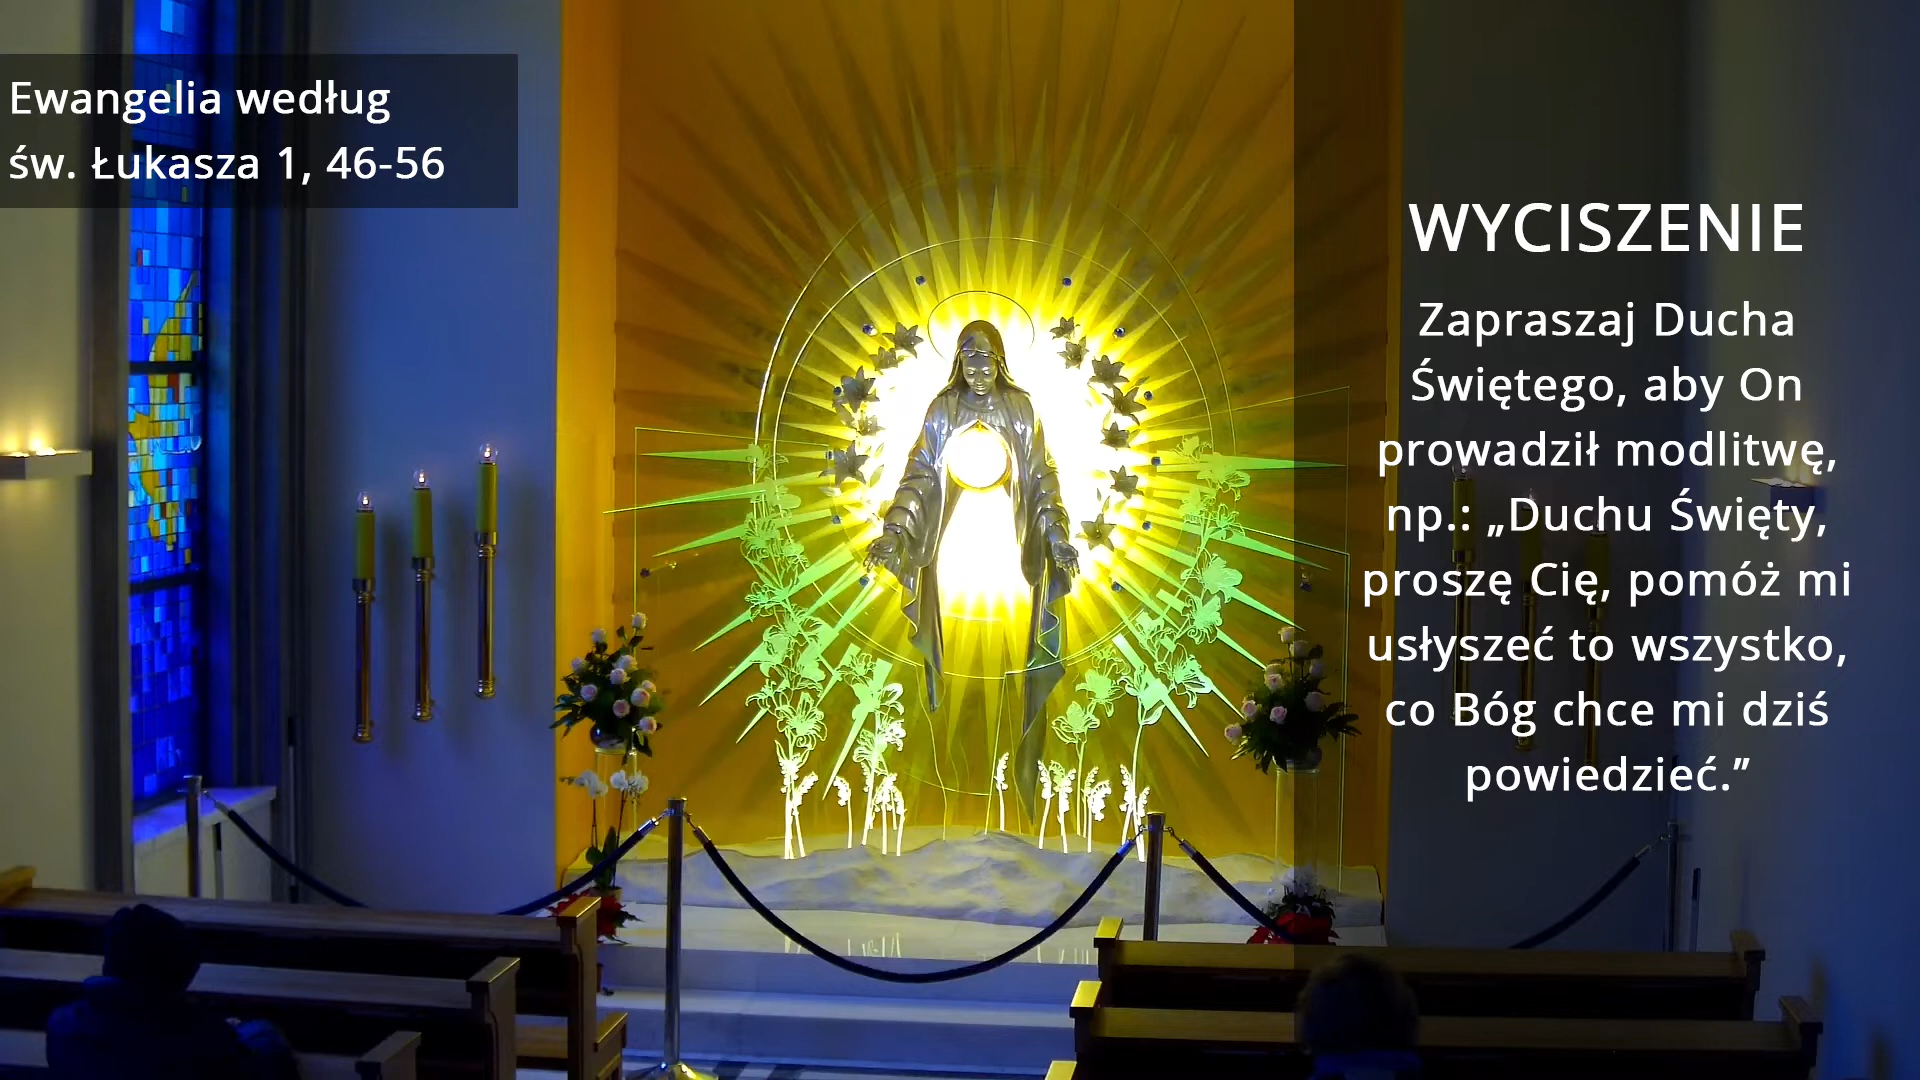 Ewangelia według
św. Łukasza 1, 46-56
WYCISZENIE
Zapraszaj Ducha
Świętego, aby On
prowadził modlitwę,
np.: „Duchu Święty,
proszę Cię, pomóż mi
usłyszeć to wszystko,
co Bóg chce mi dziś
powiedzieć.”